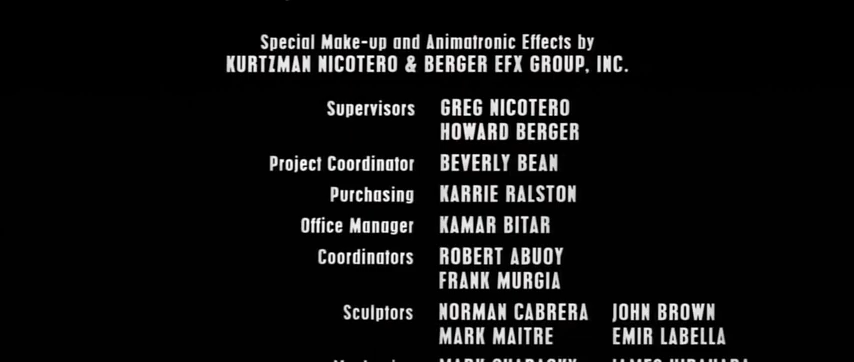 Special Make-up and Animatronic Effects by
KURTZMAN NICOTERO & BERGER EFX GROUP, INC.
Supervisors GREG NICOTERO
HOWARD BERGER
Project Coordinator BEVERLY BEAN
Purchasing KARRIE RALSTON
Office Manager KAMAR BITAR
Coordinators ROBERT ABUOY
FRANK MURGIA
Sculptors NORMAN CABRERA JOHN BROWN
MARK MAITRE EMIR LABELLA